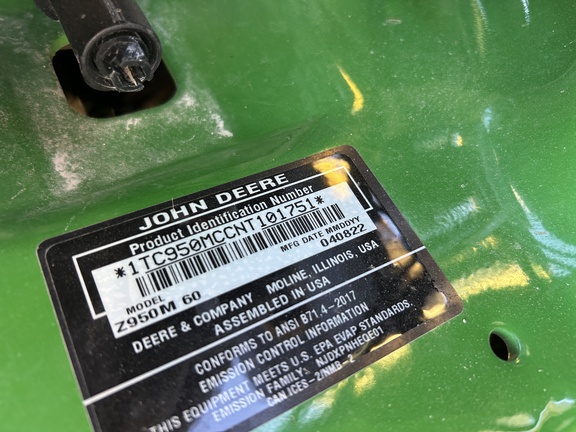 JOHN DEERE
Product Identification Number
*1TC950MCCNT101751*
MODEL
Z950M 60
MFG DATE MMDDYY
040822
DEERE & COMPANY MOLINE, ILLINOIS, USA
ASSEMBLED IN USA
CONFORMS TO ANSI B71.4-2017
EMISSION CONTROL INFORMATION
THIS EQUIPMENT MEETS U.S. EPA EVAP STANDARDS.
EMISSION FAMILY: NJDXPNHEQE01
CAN ICES-2/NMB-2